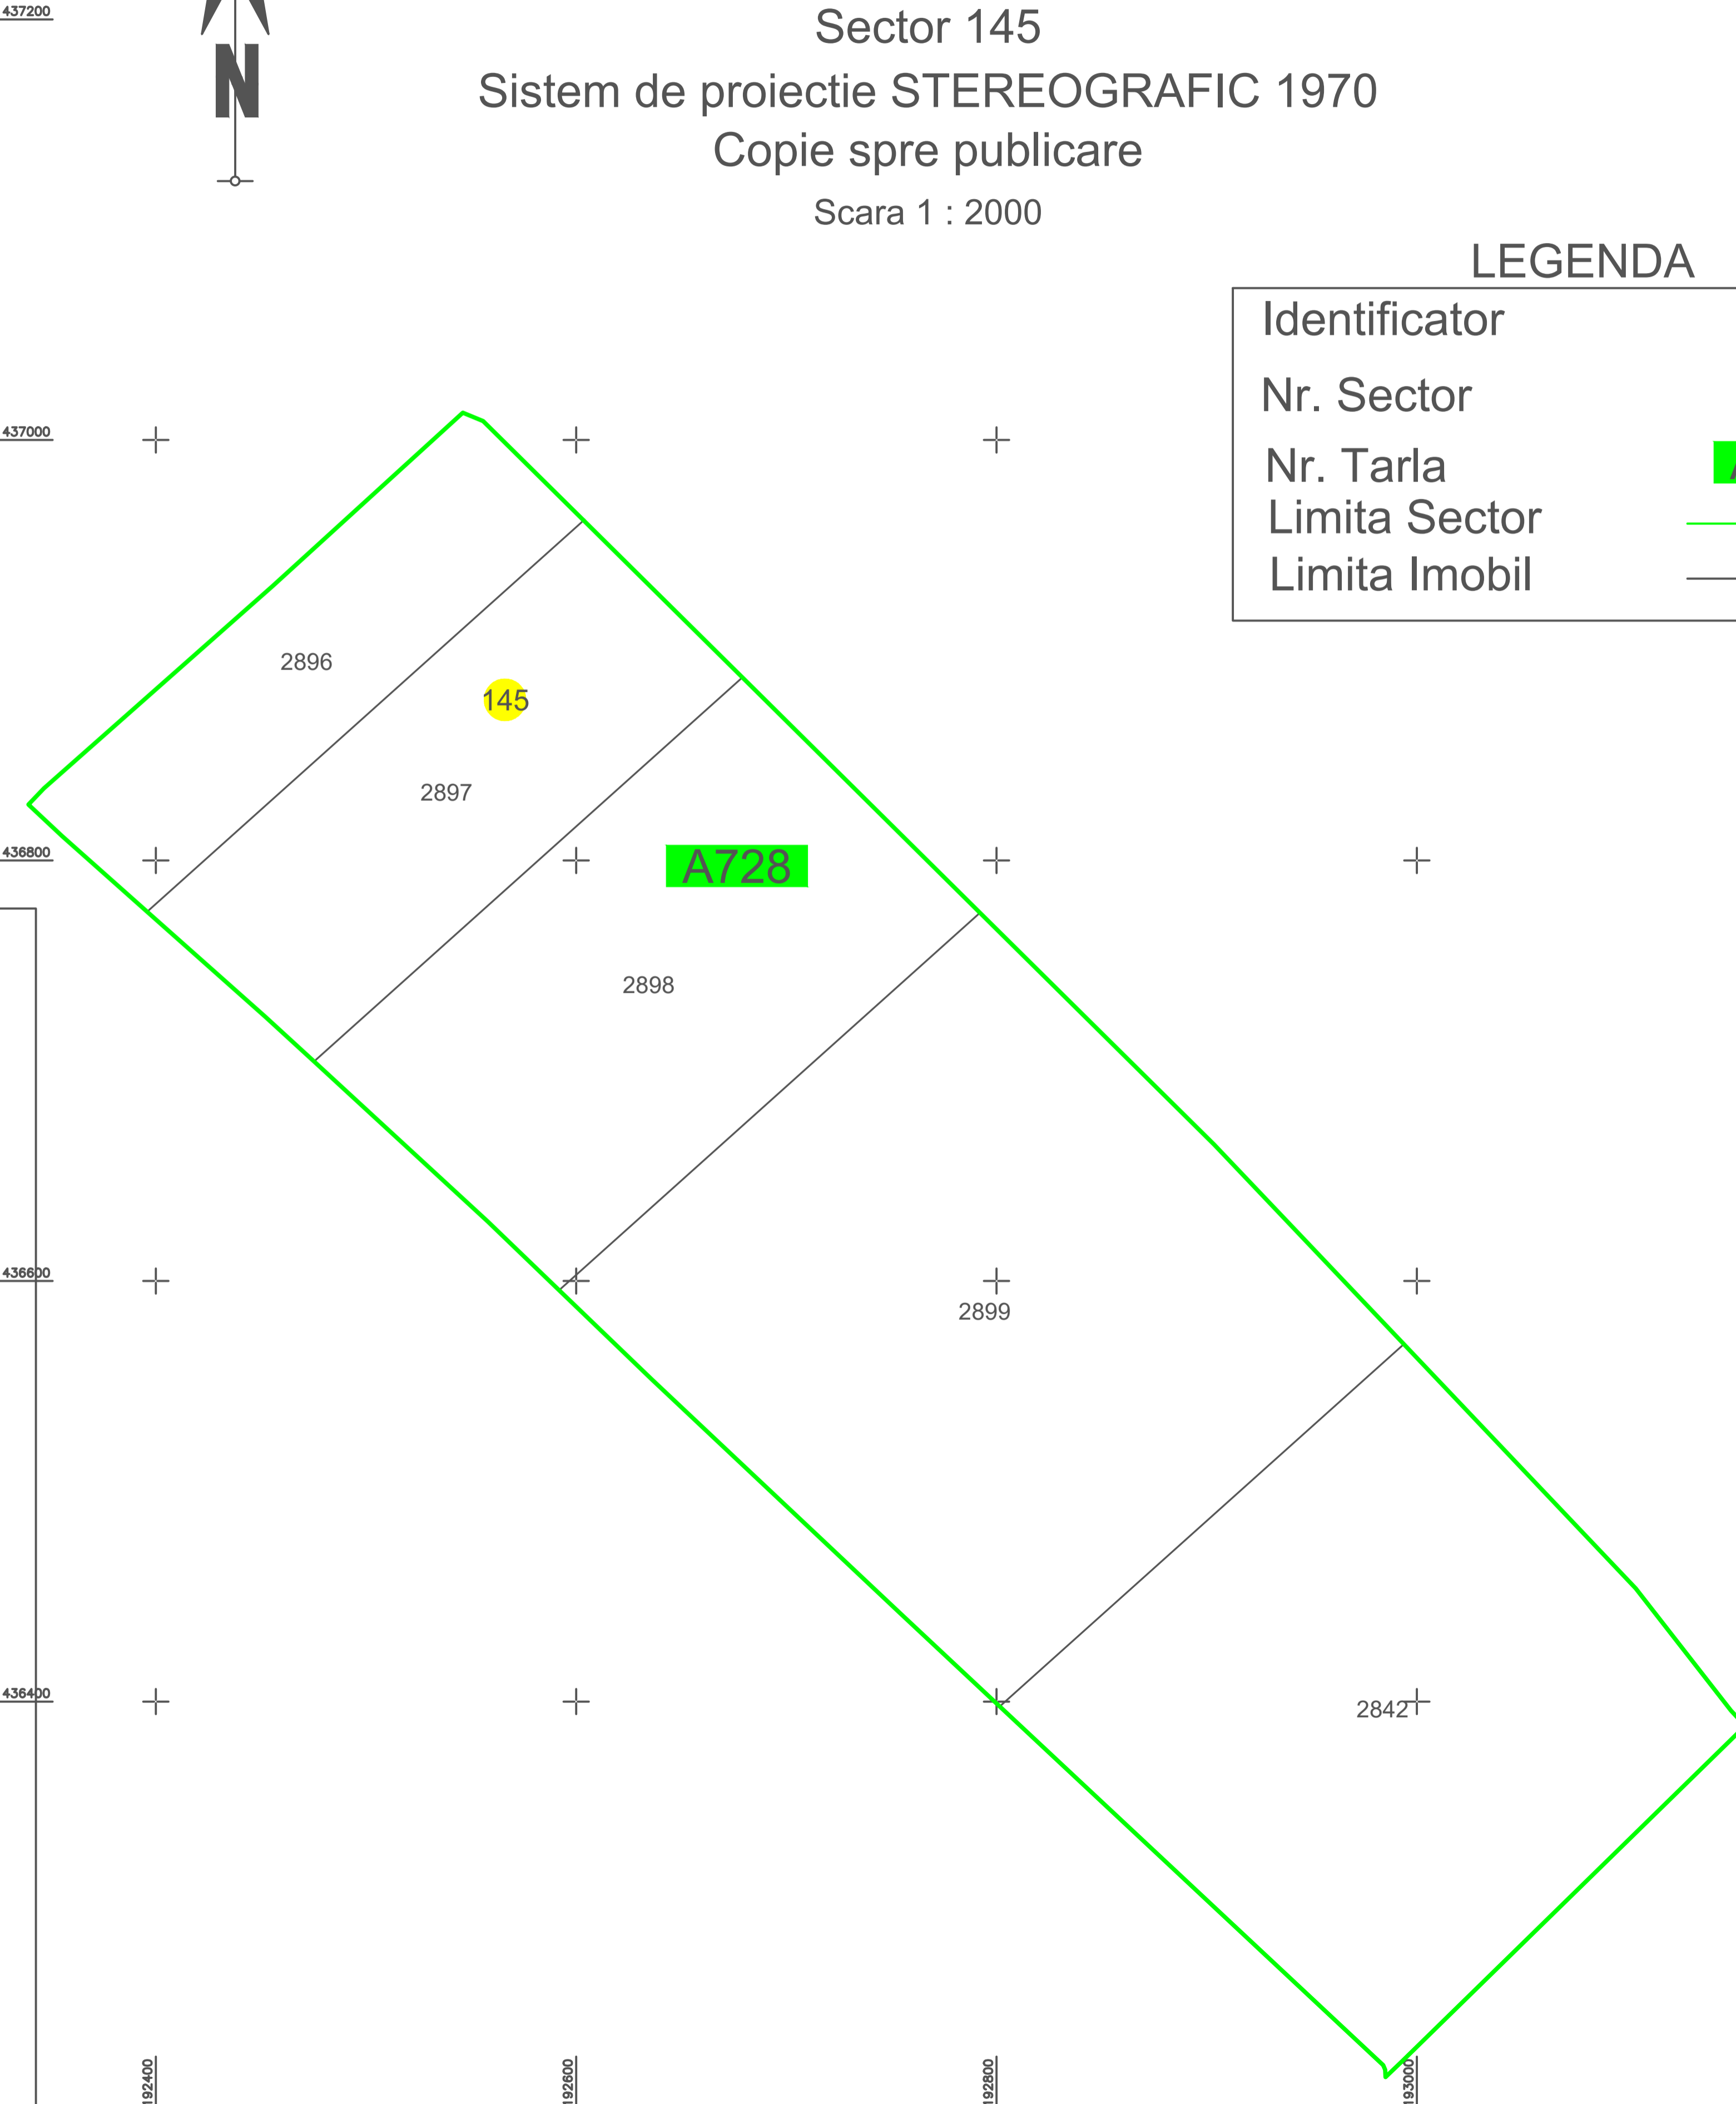 437200
N
Sector 145
Sistem de proiectie STEREOGRAFIC 1970
Copie spre publicare
Scara 1 : 2000
LEGENDA
Identificator
Nr. Sector
Nr. Tarla
Limita Sector
Limita Imobil
437000
2896
145
2897
436800
A728
2898
436600
2899
436400
2842
192400
192600
192800
193000